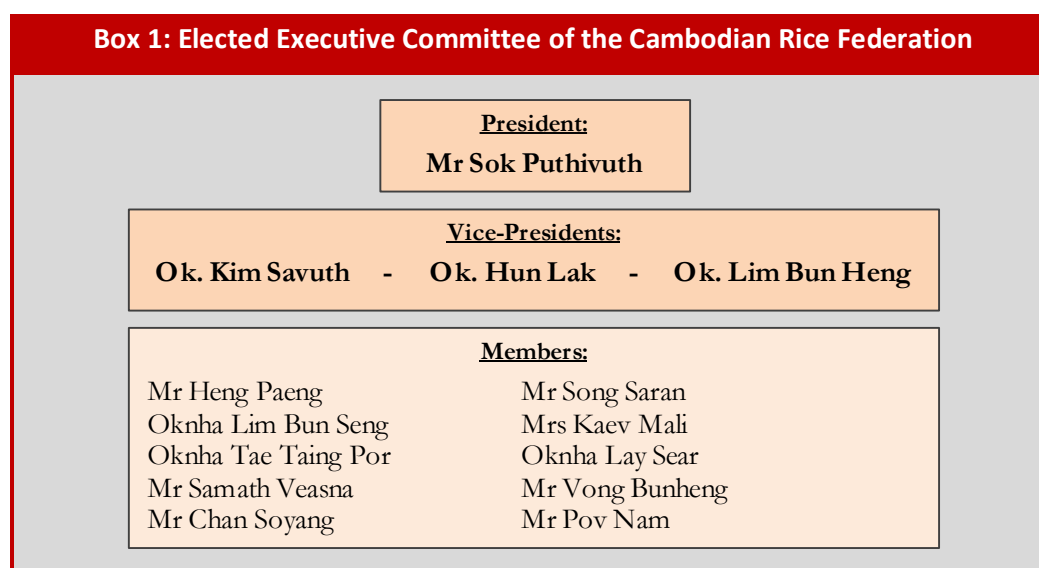 Box 1: Elected Executive Committee of the Cambodian Rice Federation
President:
Mr Sok Puthivuth
Vice-Presidents:
Ok. Kim Savuth - Ok. Hun Lak - Ok. Lim Bun Heng
Members:
Mr Heng Paeng
Oknha Lim Bun Seng
Oknha Tae Taing Por
Mr Samath Veasna
Mr Chan Soyang
Mr Song Saran
Mrs Kaev Mali
Oknha Lay Sear
Mr Vong Bunheng
Mr Pov Nam